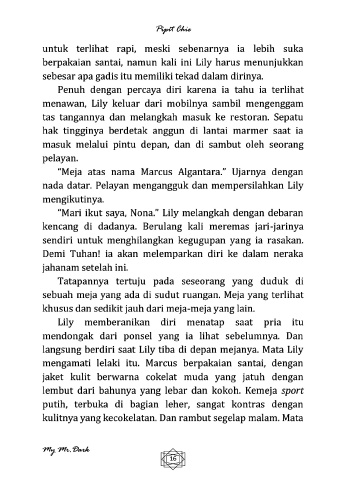 Pipit Chie
untuk terlihat rapi, meski sebenarnya ia lebih suka
berpakaian santai, namun kali ini Lily harus menunjukkan
sebesar apa gadis itu memiliki tekad dalam dirinya.
Penuh dengan percaya diri karena ia tahu ia terlihat
menawan, Lily keluar dari mobilnya sambil mengenggam
tas tangannya dan melangkah masuk ke restoran. Sepatu
hak tingginya berdetak anggun di lantai marmer saat ia
masuk melalui pintu depan, dan di sambut oleh seorang
pelayan.
“Meja atas nama Marcus Algantara.” Ujarnya dengan
nada datar. Pelayan mengangguk dan mempersilahkan Lily
mengikutinya.
“Mari ikut saya, Nona.” Lily melangkah dengan debaran
kencang di dadanya. Berulang kali meremas jari-jarinya
sendiri untuk menghilangkan kegugupan yang ia rasakan.
Demi Tuhan! ia akan melemparkan diri ke dalam neraka
jahanam setelah ini.
Tatapannya tertuju pada seseorang yang duduk di
sebuah meja yang ada di sudut ruangan. Meja yang terlihat
khusus dan sedikit jauh dari meja-meja yang lain.
Lily memberanikan diri menatap saat pria itu
mendongak dari ponsel yang ia lihat sebelumnya. Dan
langsung berdiri saat Lily tiba di depan mejanya. Mata Lily
mengamati lelaki itu. Marcus berpakaian santai, dengan
jaket kulit berwarna cokelat muda yang jatuh dengan
lembut dari bahunya yang lebar dan kokoh. Kemeja sport
putih, terbuka di bagian leher, sangat kontras dengan
kulitnya yang kecokelatan. Dan rambut segelap malam. Mata
My Mr. Dark
16